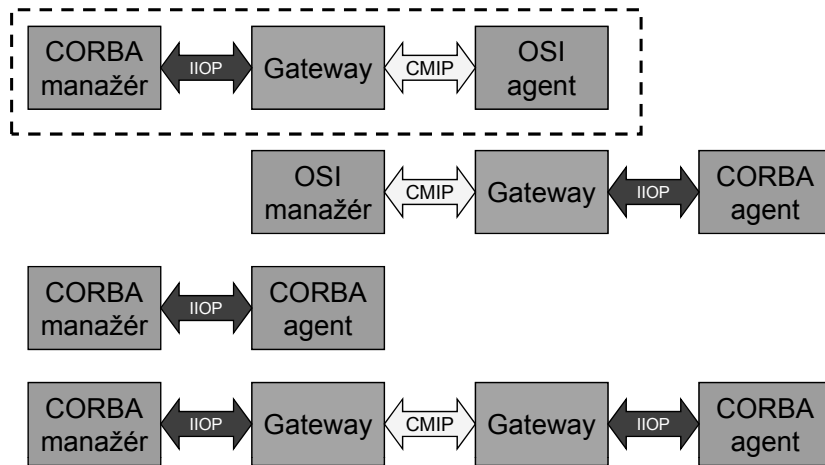 CORBA
manažér
IIOP
Gateway
CMIP
OSI
agent
OSI
manažér
CMIP
Gateway
IIOP
CORBA
agent
CORBA
manažér
IIOP
CORBA
agent
CORBA
manažér
IIOP
Gateway
CMIP
Gateway
IIOP
CORBA
agent